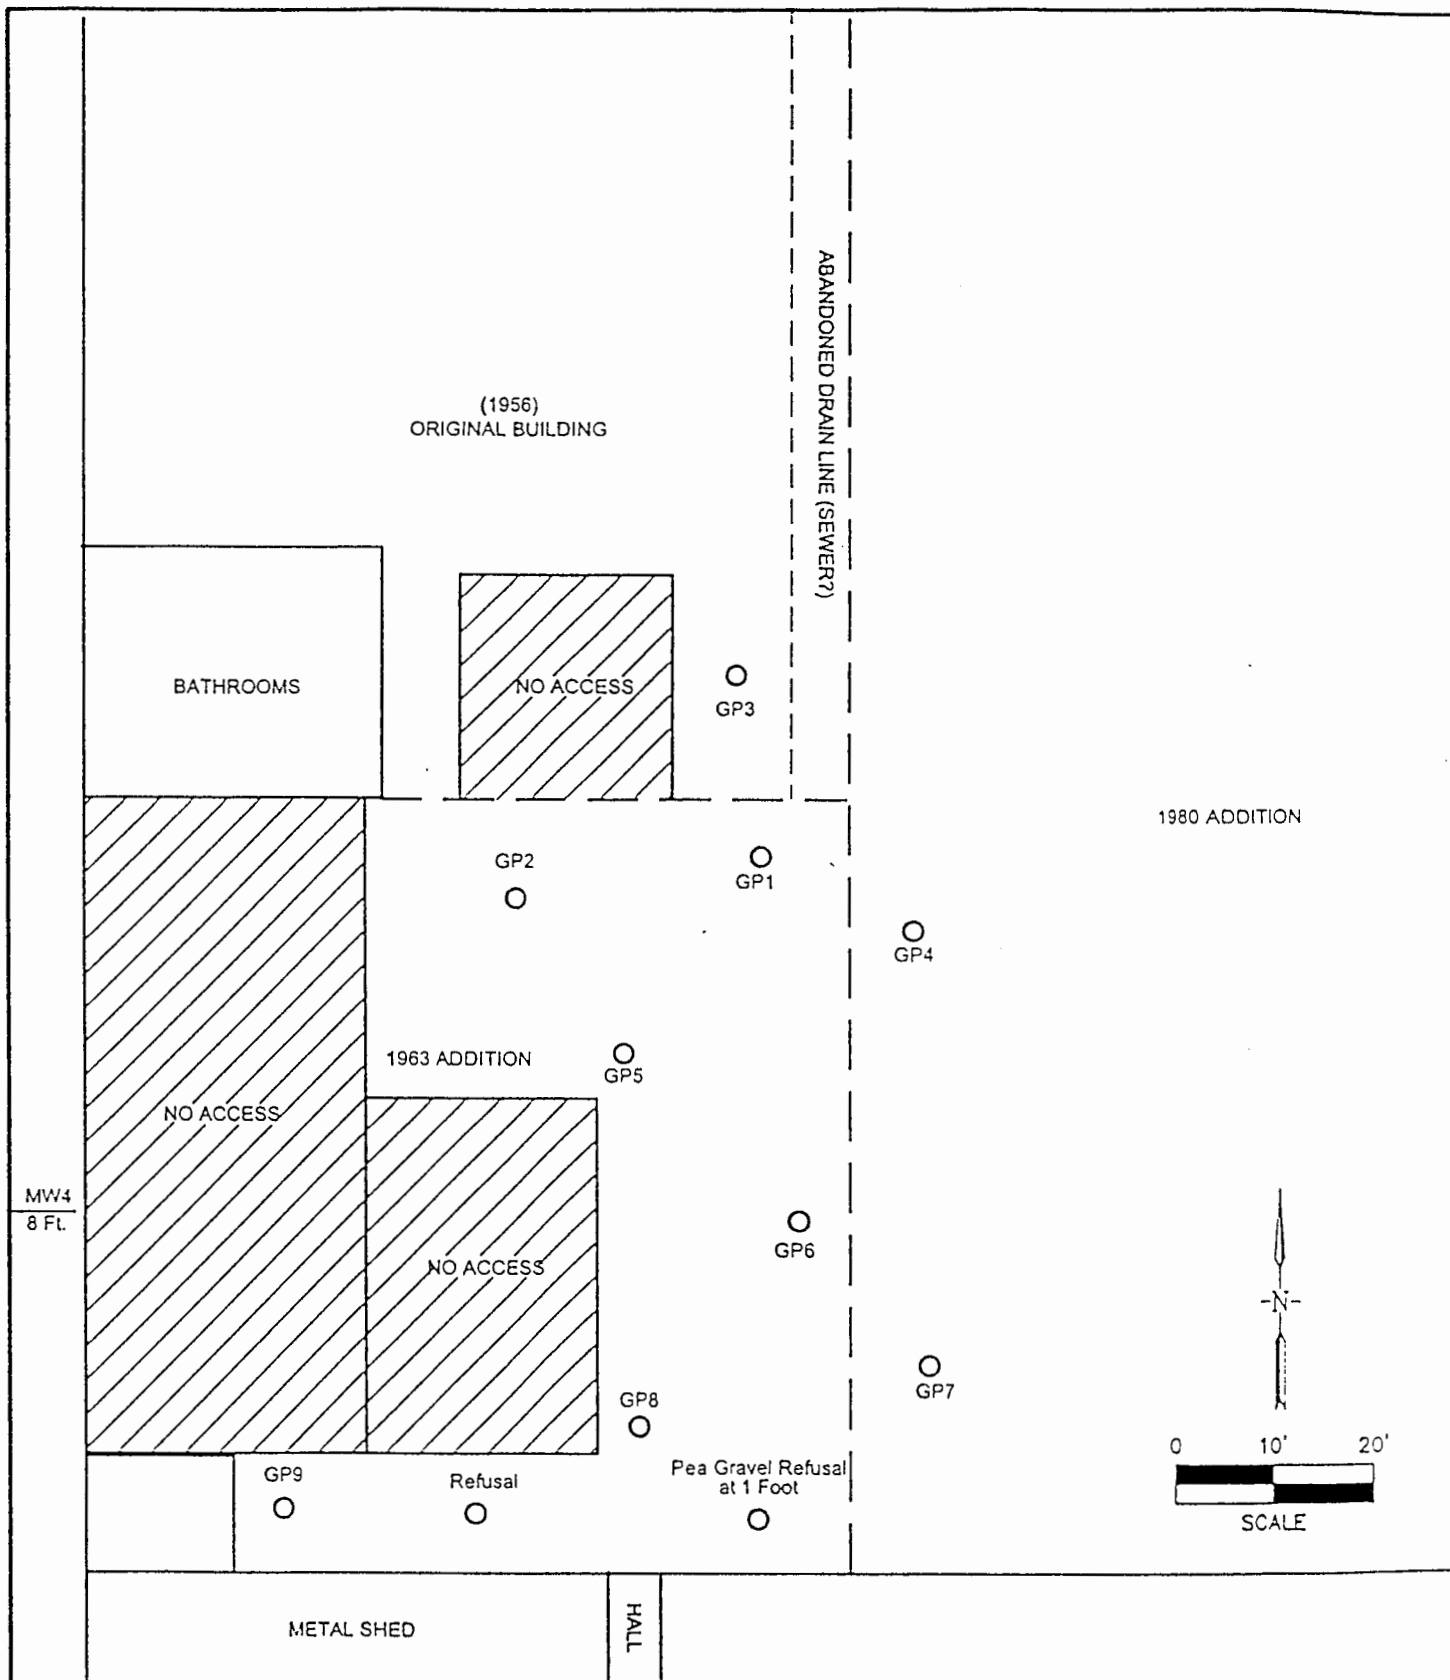 ABANDONED DRAIN LINE (SEWER?)
(1956)
ORIGINAL BUILDING
BATHROOMS
NO ACCESS
GP3
1980 ADDITION
GP2
GP1
GP4
1963 ADDITION
GP5
NO ACCESS
MW4
8 Ft.
GP6
NO ACCESS
-N-
GP7
GP8
0 10' 20'
SCALE
GP9
Refusal
Pea Gravel Refusal
at 1 Foot
METAL SHED
HALL